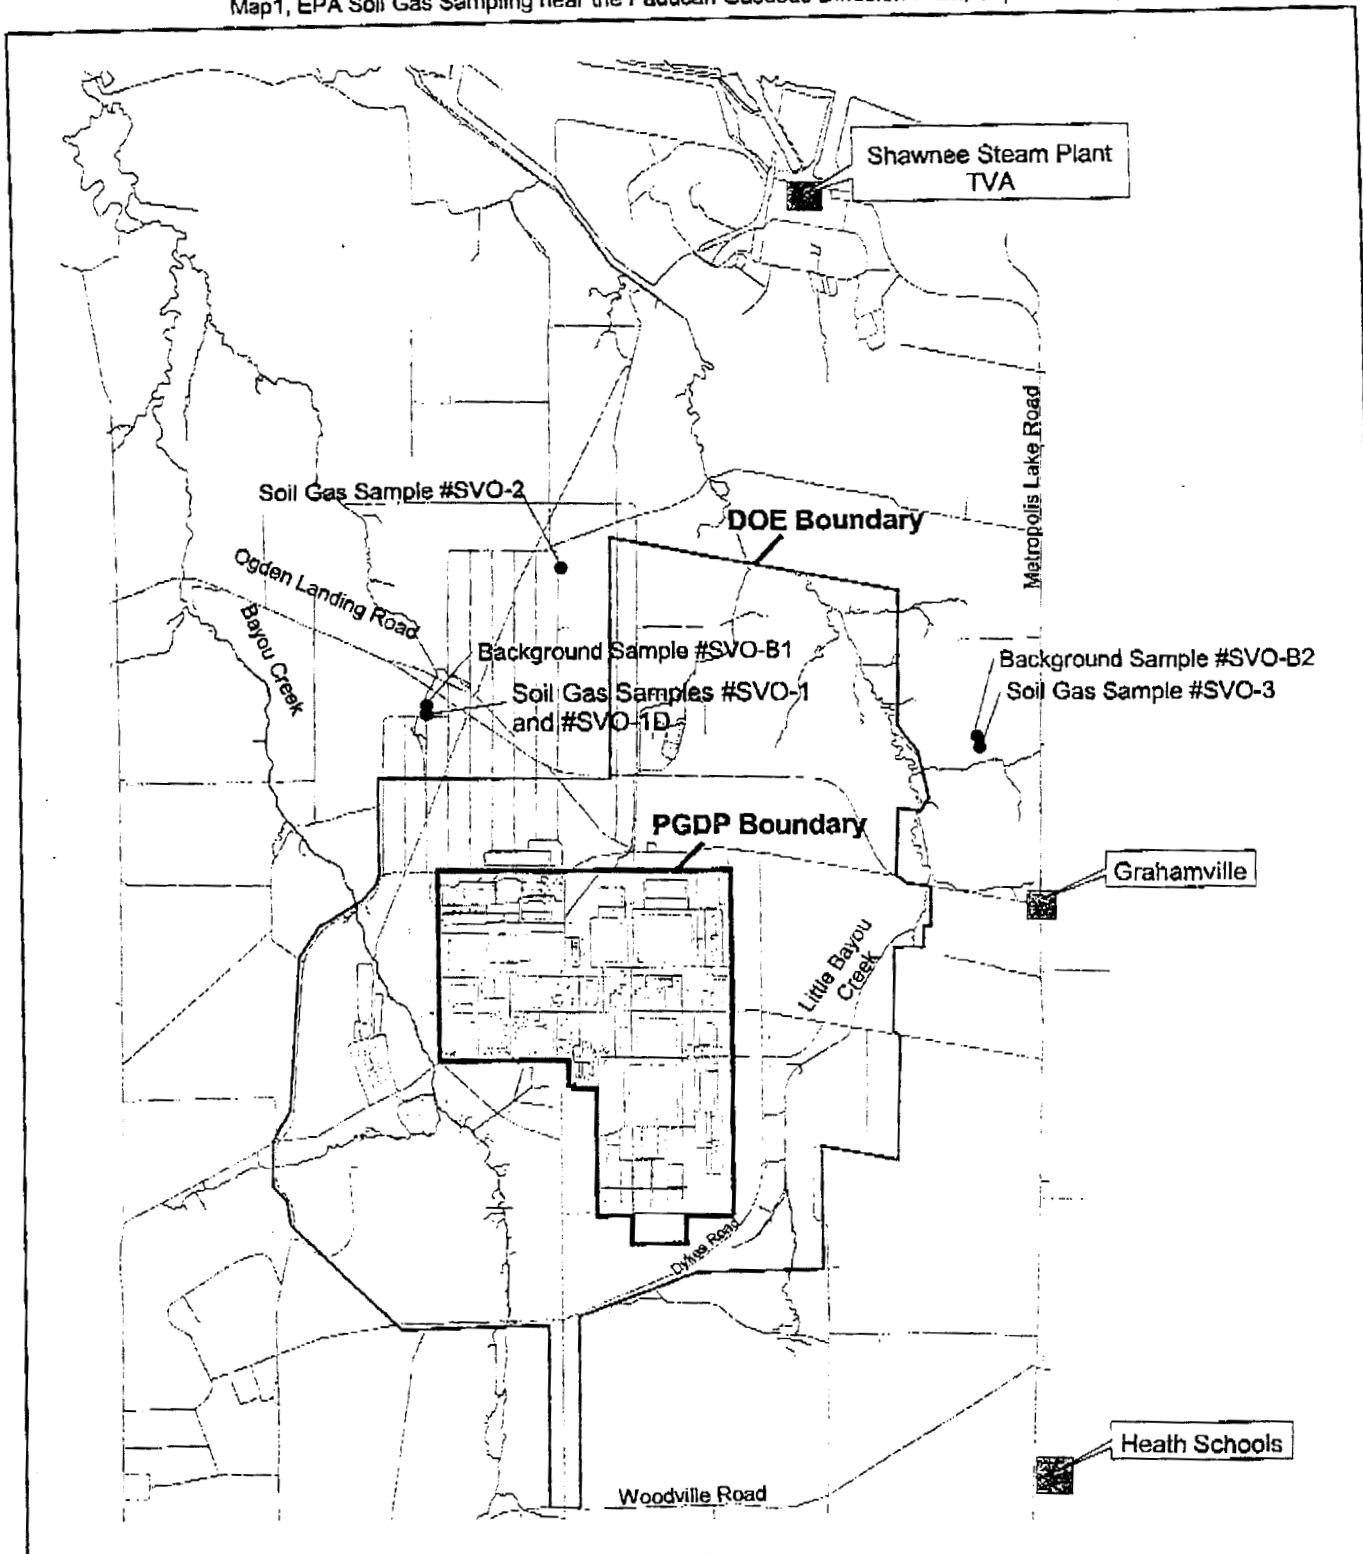 Map1, EPA Soil Gas Sampling near the Paducah Gaseous Diffusion
Shawnee Steam Plant
TVA
Metropolis Lake Road
Soil Gas Sample #SVO-2
DOE Boundary
Ogden Landing Road
Bayou Creek
Background Sample #SVO-B1
Soil Gas Samples #SVO-1
and #SVO-1D
Background Sample #SVO-B2
Soil Gas Sample #SVO-3
PGDP Boundary
Grahamville
Little Bayou
Creek
Dykes Road
Heath Schools
Woodville Road